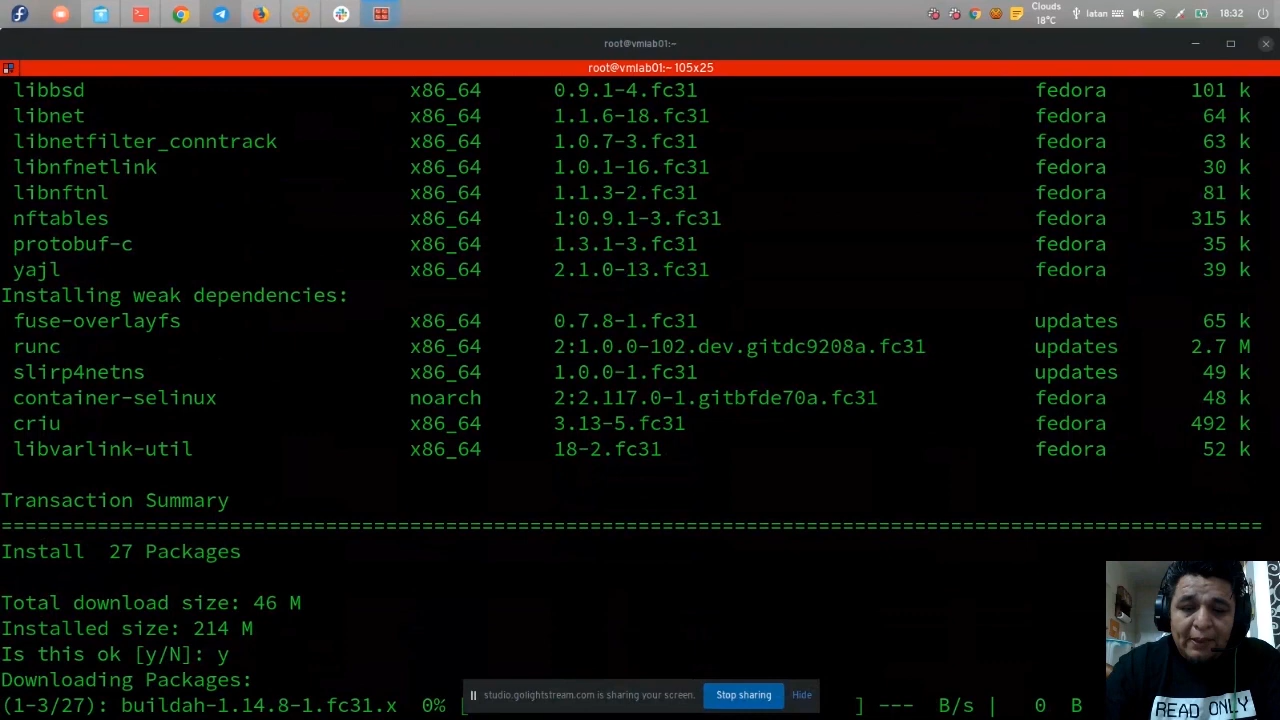 Clouds
18°C
latan
18:32
root@vmlab01:~
root@vmlab01:~ 105x25
libbsd x86_64 0.9.1-4.fc31 fedora 101 k
libnet x86_64 1.1.6-18.fc31 fedora 64 k
libnetfilter_conntrack x86_64 1.0.7-3.fc31 fedora 63 k
libnfnetlink x86_64 1.0.1-16.fc31 fedora 30 k
libnftnl x86_64 1.1.3-2.fc31 fedora 81 k
nftables x86_64 1:0.9.1-3.fc31 fedora 315 k
protobuf-c x86_64 1.3.1-3.fc31 fedora 35 k
yajl x86_64 2.1.0-13.fc31 fedora 39 k
Installing weak dependencies:
fuse-overlayfs x86_64 0.7.8-1.fc31 updates 65 k
runc x86_64 2:1.0.0-102.dev.gitdc9208a.fc31 updates 2.7 M
slirp4netns x86_64 1.0.0-1.fc31 updates 49 k
container-selinux noarch 2:2.117.0-1.gitbfde70a.fc31 fedora 48 k
criu x86_64 3.13-5.fc31 fedora 492 k
libvarlink-util x86_64 18-2.fc31 fedora 52 k
Transaction Summary
=========================================================================================================
Install 27 Packages
Total download size: 46 M
Installed size: 214 M
Is this ok [y/N]: y
Downloading Packages:
(1-3/27): buildah-1.14.8-1.fc31.x 0% [ ] --- B/s | 0 B
studio.golightstream.com is sharing your screen. Stop sharing Hide
READ ONLY